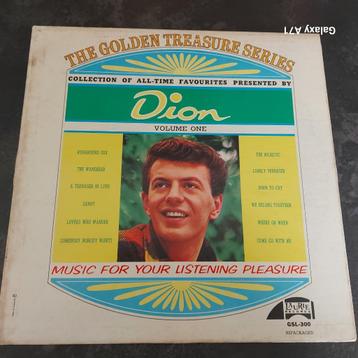 Galaxy A71
THE GOLDEN TREASURE SERIES
COLLECTION OF ALL-TIME FAVOURITES PRESENTED BY
Dion
VOLUME ONE
RUNAROUND SUE
THE WANDERER
A TEENAGER IN LOVE
SANDY
LOVERS WHO WANDER
SOMEBODY NOBODY WANTS
THE MAJESTIC
LONELY TEENAGER
BORN TO CRY
WE BELONG TOGETHER
WHERE OR WHEN
COME GO WITH ME
MUSIC FOR YOUR LISTENING PLEASURE
LAURIE
RECORDS
GSL-300
REPACKAGED